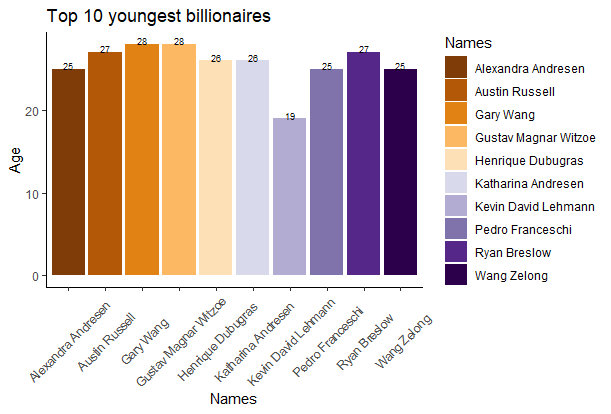 Top 10 youngest billionaires
Names
Alexandra Andresen
Austin Russell
Gary Wang
Gustav Magnar Witzoe
Henrique Dubugras
Katharina Andresen
Kevin David Lehmann
Pedro Franceschi
Ryan Breslow
Wang Zelong
Age
20
10
0
25
27
28
28
26
26
19
25
27
25
Alexandra Andresen
Austin Russell
Gary Wang
Gustav Magnar Witzoe
Henrique Dubugras
Katharina Andresen
Kevin David Lehmann
Pedro Franceschi
Ryan Breslow
Wang Zelong
Names